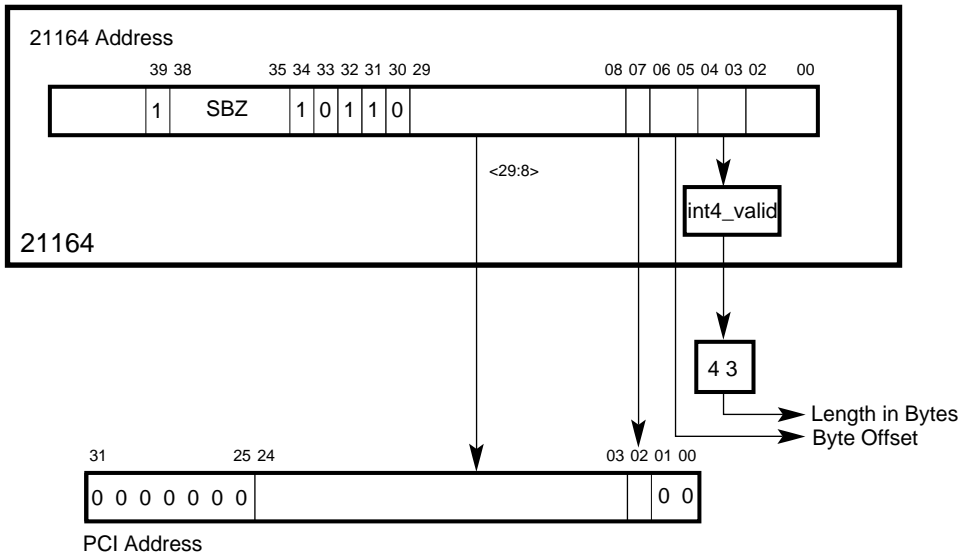 21164 Address
39 38 35 34 33 32 31 30 29 08 07 06 05 04 03 02 00
1 SBZ 1 0 1 1 0
<29:8>
int4_valid
21164
4 3
Length in Bytes
Byte Offset
31 25 24 03 02 01 00
0 0 0 0 0 0 0 0 0
PCI Address